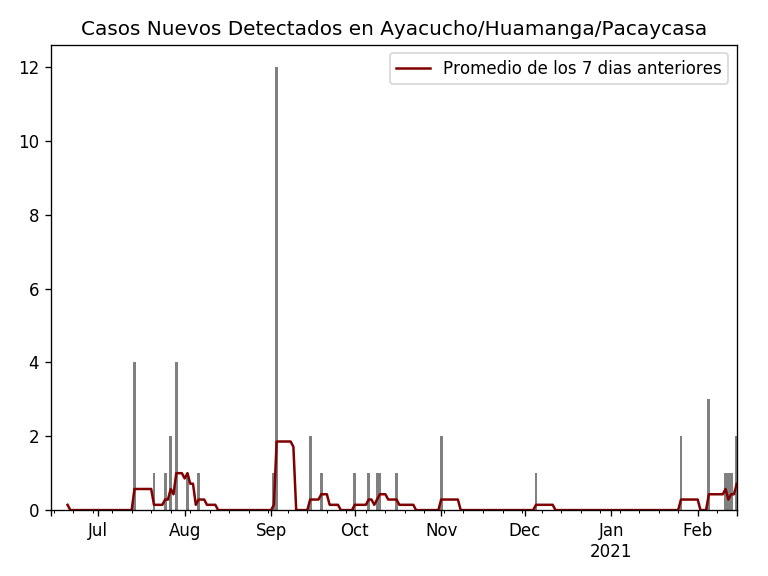 Casos Nuevos Detectados en Ayacucho/Huamanga/Pacaycasa
Promedio de los 7 dias anteriores
12
10
8
6
4
2
0
Jul Aug Sep Oct Nov Dec Jan Feb
2021